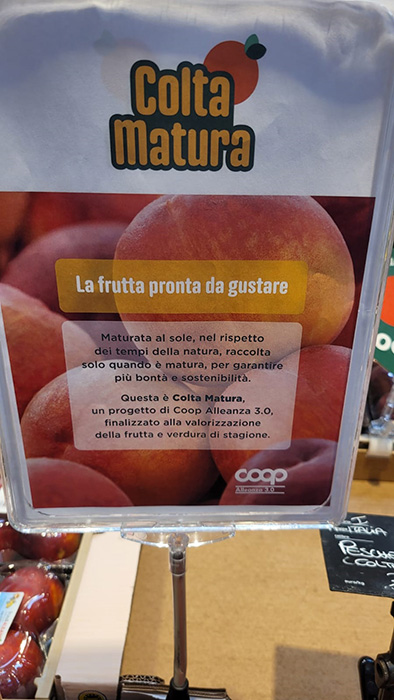 Colta
Matura
La frutta pronta da gustare
Maturata al sole, nel rispetto
dei tempi della natura, raccolta
solo quando è matura, per garantire
più bontà e sostenibilità.
Questa è Colta Matura,
un progetto di Coop Alleanza 3.0,
finalizzato alla valorizzazione
della frutta e verdura di stagione.
coop
Alleanza 3.0
ITALIA
PESCHE